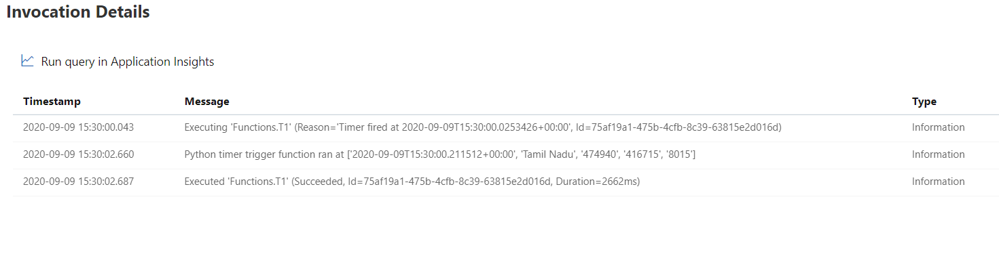 Invocation Details
Run query in Application Insights
Timestamp Message Type
2020-09-09 15:30:00.043 Executing 'Functions.T1' (Reason='Timer fired at 2020-09-09T15:30:00.0253426+00:00', Id=75af19a1-475b-4cfb-8c39-63815e2d016d) Information
2020-09-09 15:30:02.660 Python timer trigger function ran at ['2020-09-09T15:30:00.211512+00:00', 'Tamil Nadu', '474940', '416715', '8015'] Information
2020-09-09 15:30:02.687 Executed 'Functions.T1' (Succeeded, Id=75af19a1-475b-4cfb-8c39-63815e2d016d, Duration=2662ms) Information